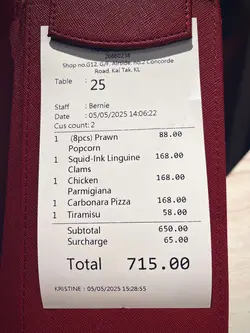 26460238
Shop no.G12, G/F, Airside, no.2 Concorde
Road, Kai Tak, KL
Table : 25
Staff : Bernie
Date : 05/05/2025 14:06:22
Cus count: 2
1 (8pcs) Prawn 88.00
Popcorn
1 Squid-Ink Linguine 168.00
Clams
1 Chicken 168.00
Parmigiana
1 Carbonara Pizza 168.00
1 Tiramisu 58.00
Subtotal 650.00
Surcharge 65.00
Total 715.00
KRISTINE : 05/05/2025 15:28:55